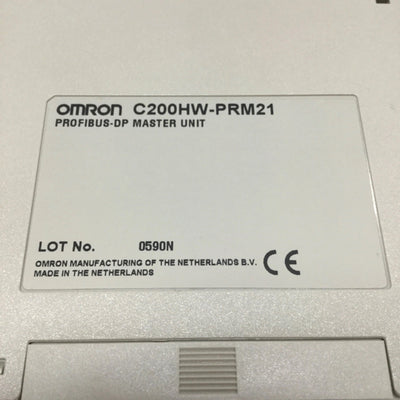 OMRON C200HW-PRM21
PROFIBUS-DP MASTER UNIT
LOT No. 0590N
OMRON MANUFACTURING OF THE NETHERLANDS B.V.
MADE IN THE NETHERLANDS
CE